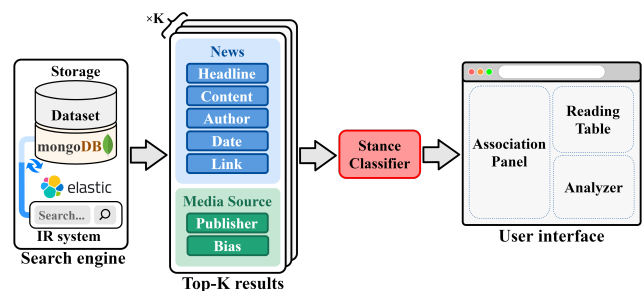 Storage
Dataset
mongoDB
elastic
Search...
IR system
Search engine
×K
News
Headline
Content
Author
Date
Link
Media Source
Publisher
Bias
Top-K results
Stance
Classifier
Association
Panel
Reading
Table
Analyzer
User interface